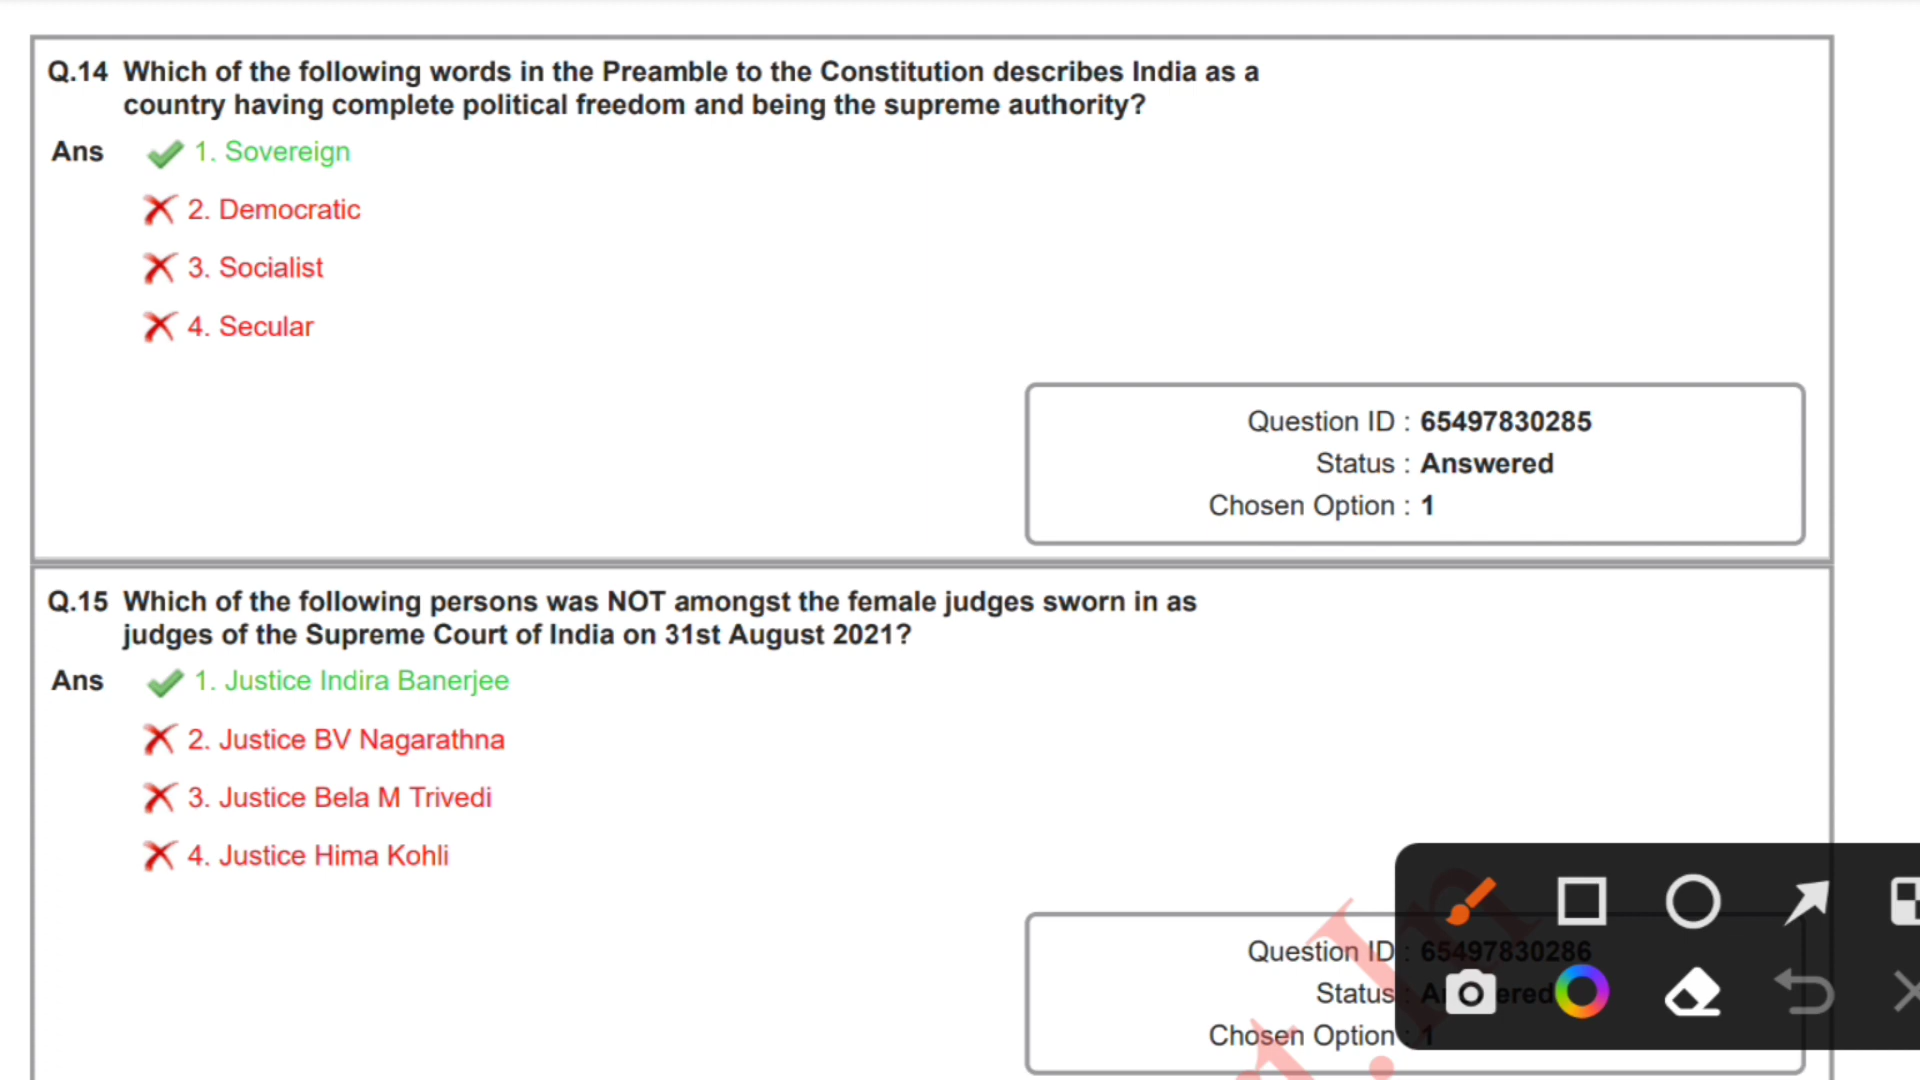 Q.14 Which of the following words in the Preamble to the Constitution describes India as a
country having complete political freedom and being the supreme authority?
Ans 1. Sovereign
2. Democratic
3. Socialist
4. Secular
Question ID : 65497830285
Status : Answered
Chosen Option : 1
Q.15 Which of the following persons was NOT amongst the female judges sworn in as
judges of the Supreme Court of India on 31st August 2021?
Ans 1. Justice Indira Banerjee
2. Justice BV Nagarathna
3. Justice Bela M Trivedi
4. Justice Hima Kohli
Question ID : 65497830286
Status
Chosen Option : 1